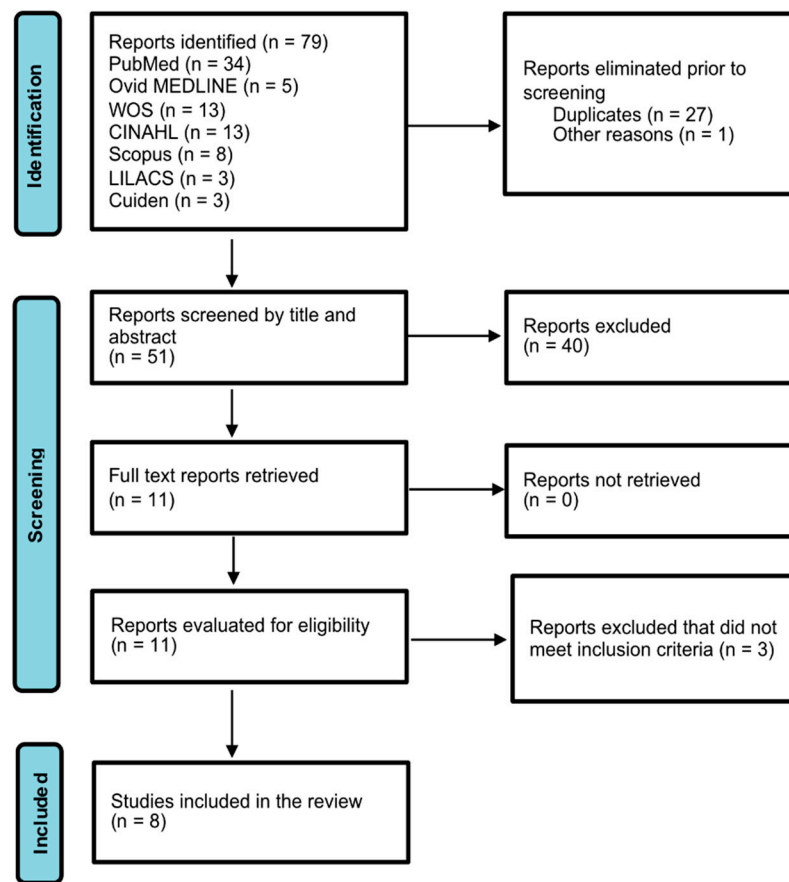 Identification
Reports identified (n = 79)
PubMed (n = 34)
Ovid MEDLINE (n = 5)
WOS (n = 13)
CINAHL (n = 13)
Scopus (n = 8)
LILACS (n = 3)
Cuiden (n = 3)
Reports eliminated prior to
screening
Duplicates (n = 27)
Other reasons (n = 1)
Screening
Reports screened by title and
abstract
(n = 51)
Reports excluded
(n = 40)
Full text reports retrieved
(n = 11)
Reports not retrieved
(n = 0)
Reports evaluated for eligibility
(n = 11)
Reports excluded that did not
meet inclusion criteria (n = 3)
Included
Studies included in the review
(n = 8)